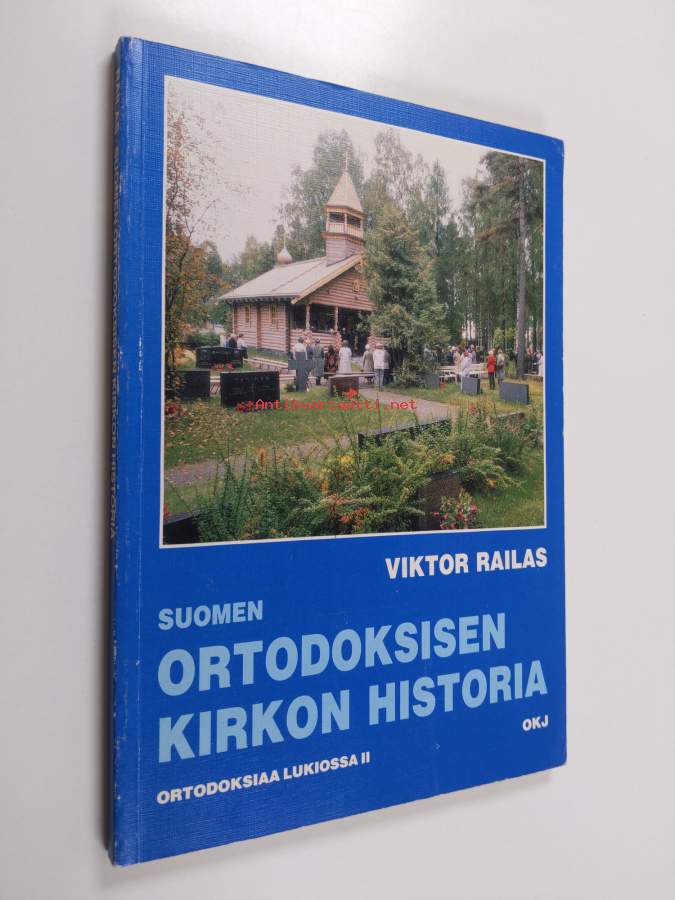 Antikvariaatti.net
VIKTOR RAILAS
SUOMEN
ORTODOKSISEN
KIRKON HISTORIA
OKJ
ORTODOKSIAA LUKIOSSA II